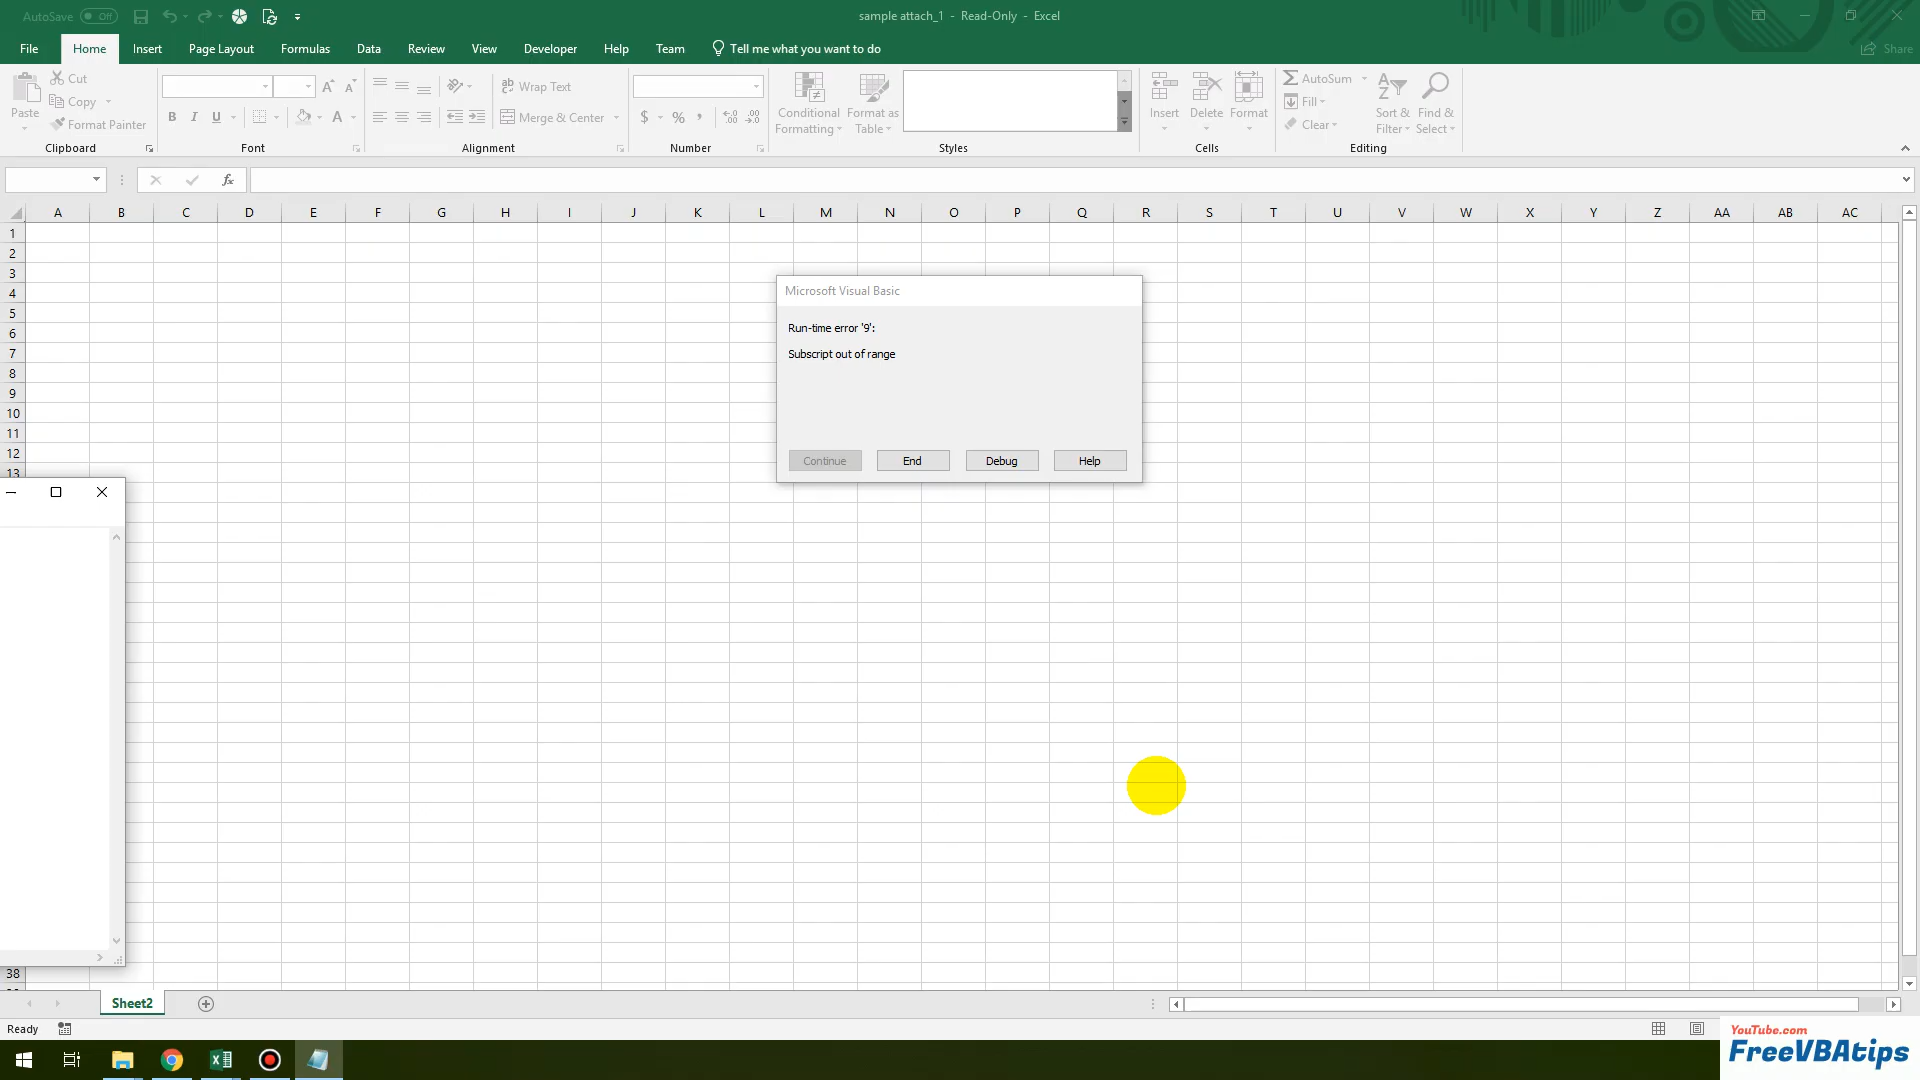 AutoSave Off
sample attach_1 - Read-Only - Excel
File Home Insert Page Layout Formulas Data Review View Developer Help Team Tell me what you want to do Share
Paste
Cut
Copy
Format Painter
Clipboard
B I U A
Font
Wrap Text
Merge & Center
Alignment
$ % ,
Number
Conditional
Formatting
Format as
Table
Styles
Insert Delete Format
Cells
AutoSum
Fill
Clear
Sort &
Filter
Find &
Select
Editing
fx
A B C D E F G H I J K L M N O P Q R S T U V W X Y Z AA AB AC
1
2
3
4
5
6
7
8
9
10
11
12
13
38
Microsoft Visual Basic
Run-time error '9':
Subscript out of range
Continue End Debug Help
Sheet2
Ready
YouTube.com
FreeVBAtips